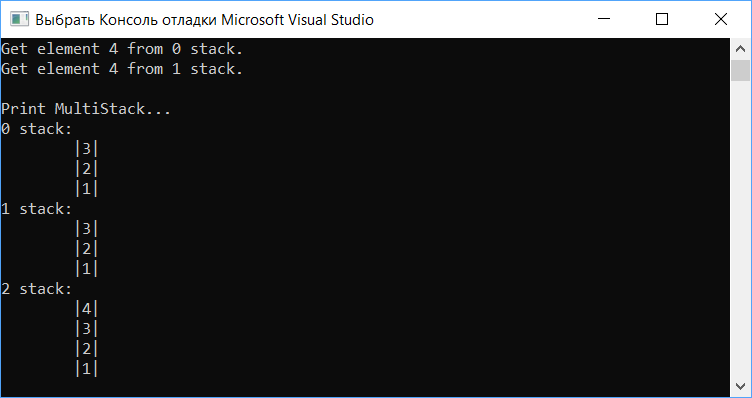 Выбрать Консоль отладки Microsoft Visual Studio
Get element 4 from 0 stack.
Get element 4 from 1 stack.
Print MultiStack...
0 stack:
|3|
|2|
|1|
1 stack:
|3|
|2|
|1|
2 stack:
|4|
|3|
|2|
|1|